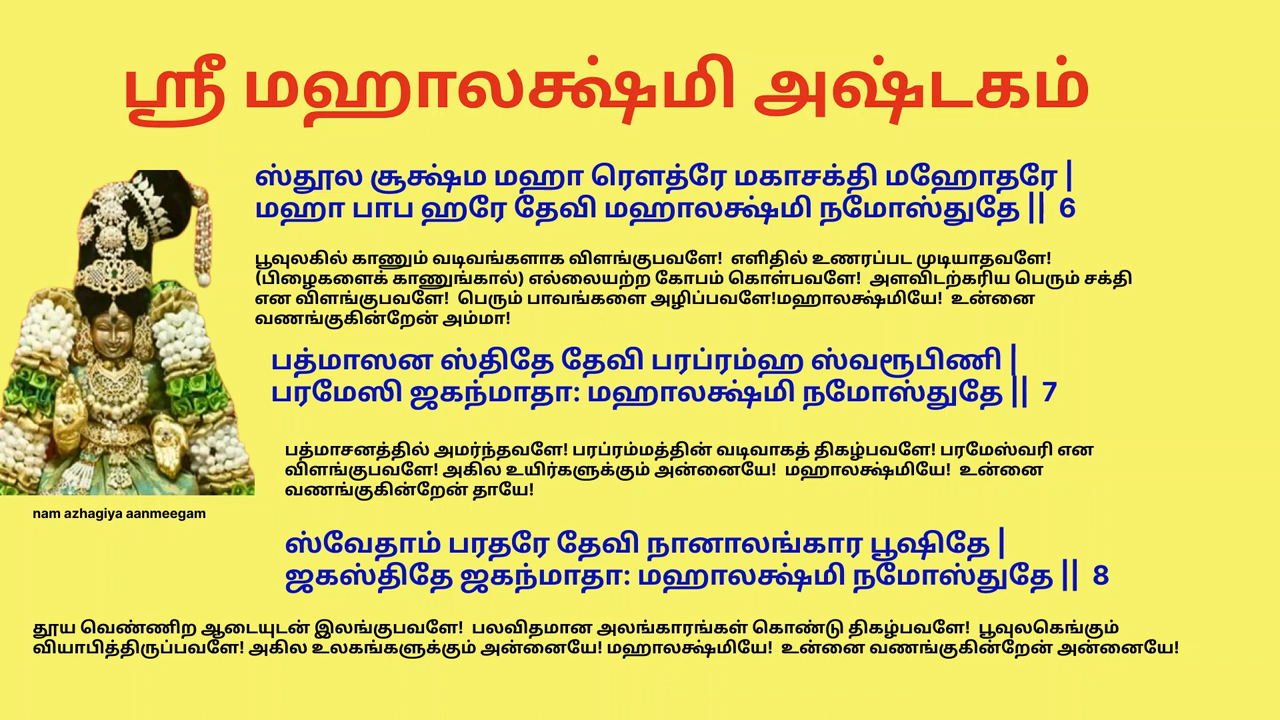 ஸ்ரீ மஹாலக்ஷ்மி அஷ்டகம்
ஸ்தூல சூக்ஷ்ம மஹா ரௌத்ரே மகாசக்தி மஹோதரே |
மஹா பாப ஹரே தேவி மஹாலக்ஷ்மி நமோஸ்துதே || 6
பூவுலகில் காணும் வடிவங்களாக விளங்குபவளே! எளிதில் உணரப்பட முடியாதவளே!
(பிழைகளைக் காணுங்கால்) எல்லையற்ற கோபம் கொள்பவளே! அளவிடற்கரிய பெரும் சக்தி
என விளங்குபவளே! பெரும் பாவங்களை அழிப்பவளே!மஹாலக்ஷ்மியே! உன்னை
வணங்குகின்றேன் அம்மா!
பத்மாஸன ஸ்திதே தேவி பரப்ரம்ஹ ஸ்வரூபிணி |
பரமேஸி ஜகந்மாதா: மஹாலக்ஷ்மி நமோஸ்துதே || 7
பத்மாசனத்தில் அமர்ந்தவளே! பரப்ரம்மத்தின் வடிவாகத் திகழ்பவளே! பரமேஸ்வரி என
விளங்குபவளே! அகில உயிர்களுக்கும் அன்னையே! மஹாலக்ஷ்மியே! உன்னை
வணங்குகின்றேன் தாயே!
nam azhagiya aanmeegam
ஸ்வேதாம் பரதரே தேவி நானாலங்கார பூஷிதே |
ஜகஸ்திதே ஜகந்மாதா: மஹாலக்ஷ்மி நமோஸ்துதே || 8
தூய வெண்ணிற ஆடையுடன் இலங்குபவளே! பலவிதமான அலங்காரங்கள் கொண்டு திகழ்பவளே! பூவுலகெங்கும்
வியாபித்திருப்பவளே! அகில உலகங்களுக்கும் அன்னையே! மஹாலக்ஷ்மியே! உன்னை வணங்குகின்றேன் அன்னையே!